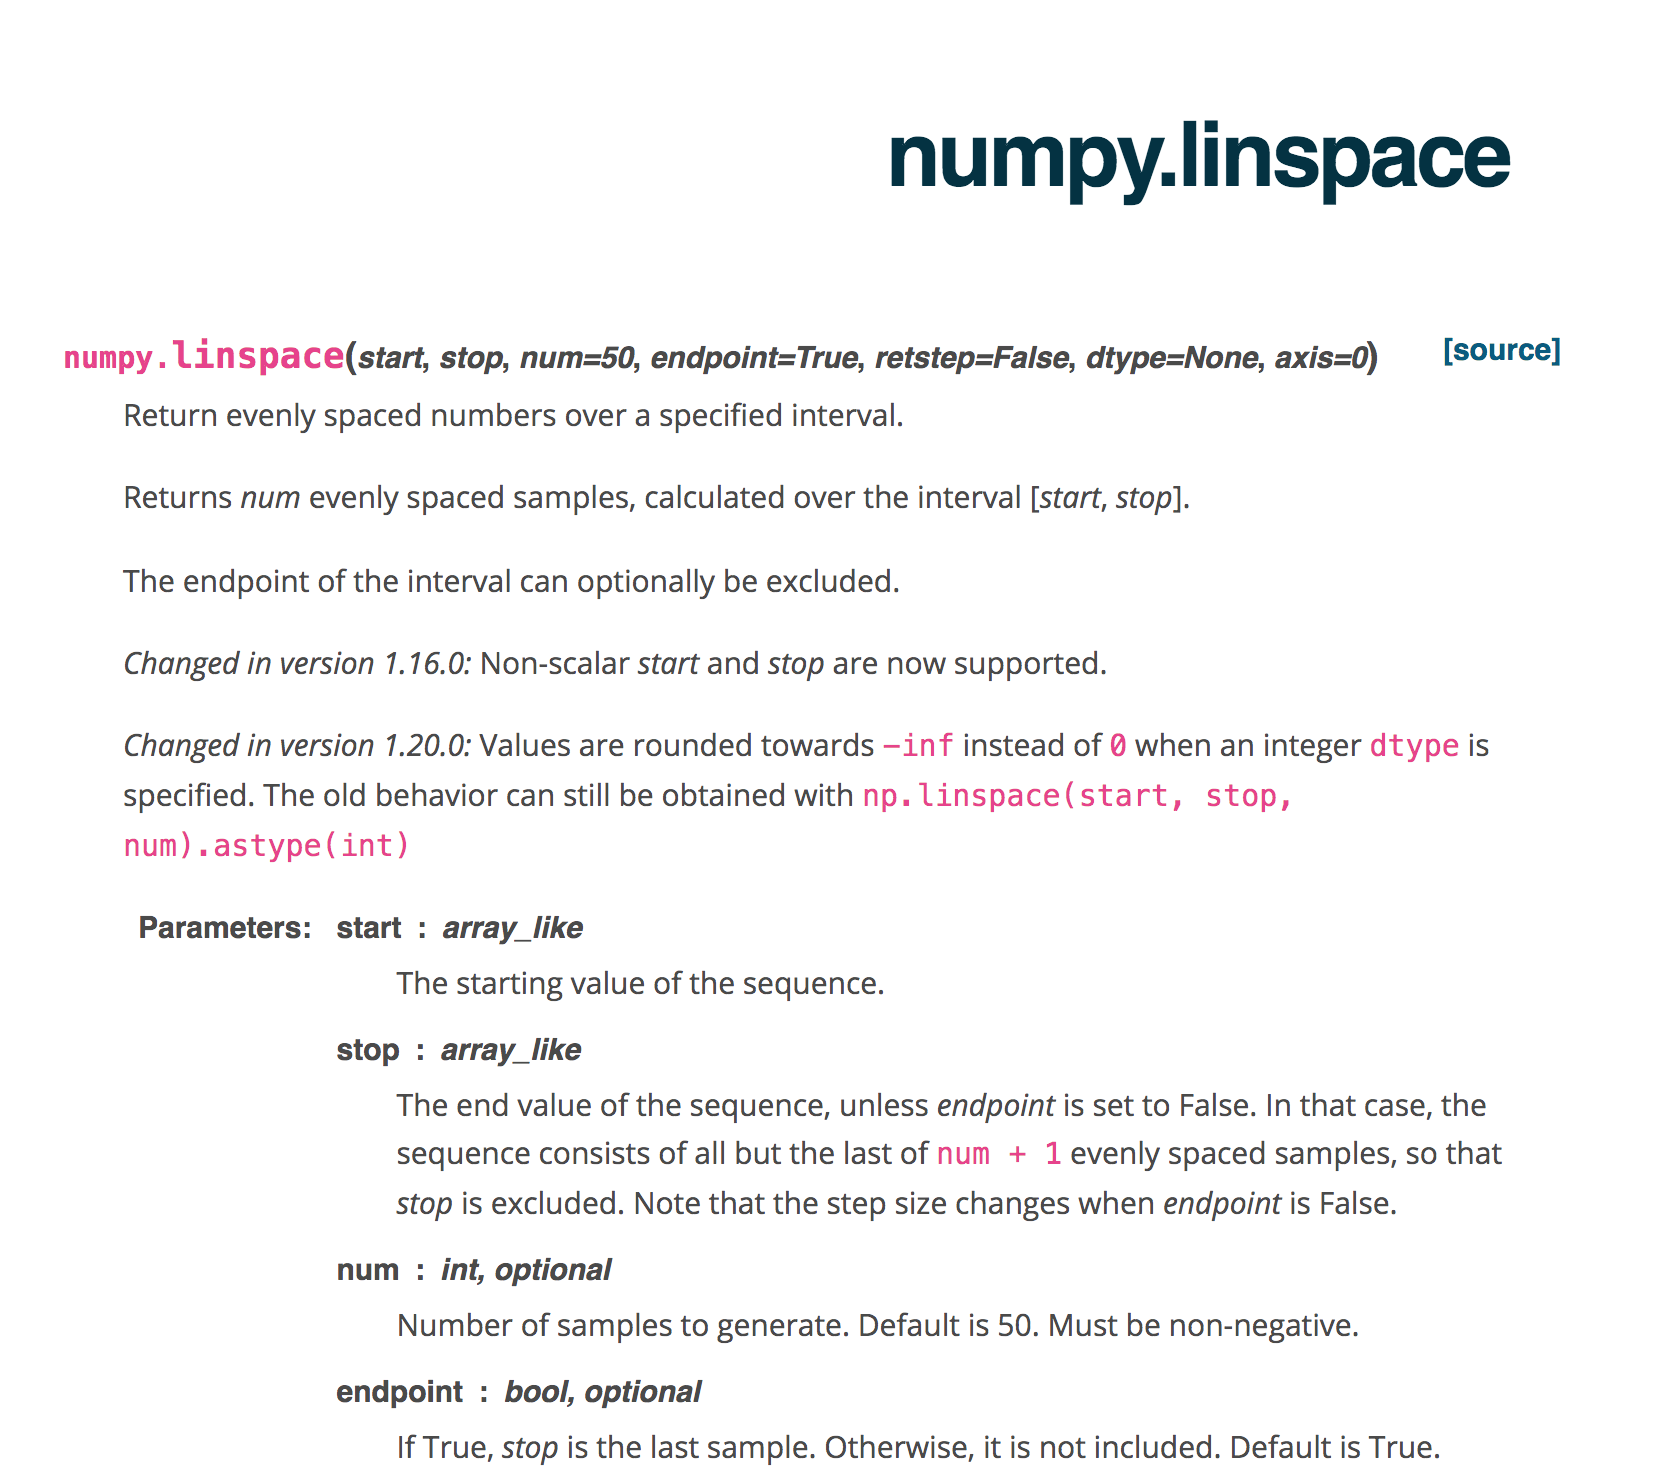 numpy.linspace
numpy.linspace(start, stop, num=50, endpoint=True, retstep=False, dtype=None, axis=0) [source]
Return evenly spaced numbers over a specified interval.
Returns num evenly spaced samples, calculated over the interval [start, stop].
The endpoint of the interval can optionally be excluded.
Changed in version 1.16.0: Non-scalar start and stop are now supported.
Changed in version 1.20.0: Values are rounded towards -inf instead of 0 when an integer dtype is
specified. The old behavior can still be obtained with np.linspace(start, stop,
num).astype(int)
Parameters: start : array_like
The starting value of the sequence.
stop : array_like
The end value of the sequence, unless endpoint is set to False. In that case, the
sequence consists of all but the last of num + 1 evenly spaced samples, so that
stop is excluded. Note that the step size changes when endpoint is False.
num : int, optional
Number of samples to generate. Default is 50. Must be non-negative.
endpoint : bool, optional
If True, stop is the last sample. Otherwise, it is not included. Default is True.